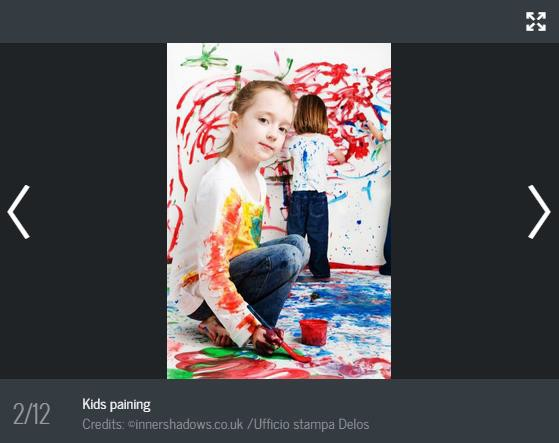 2/12
Kids paining
Credits: ©innershadows.co.uk /Ufficio stampa Delos